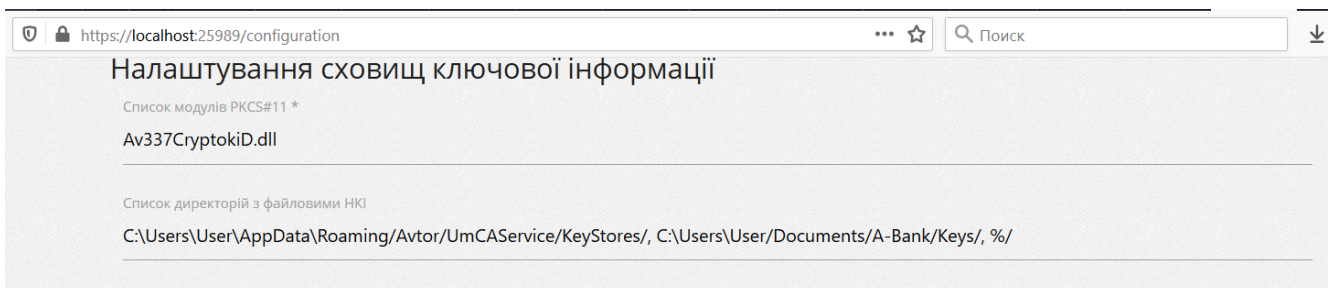 https://localhost:25989/configuration
Поиск
Налаштування сховищ ключової інформації
Список модулів PKCS#11 *
Av337CryptokiD.dll
Список директорій з файловими НКІ
C:\Users\User\AppData\Roaming/Avtor/UmCAService/KeyStores/, C:\Users\User/Documents/A-Bank/Keys/, %/